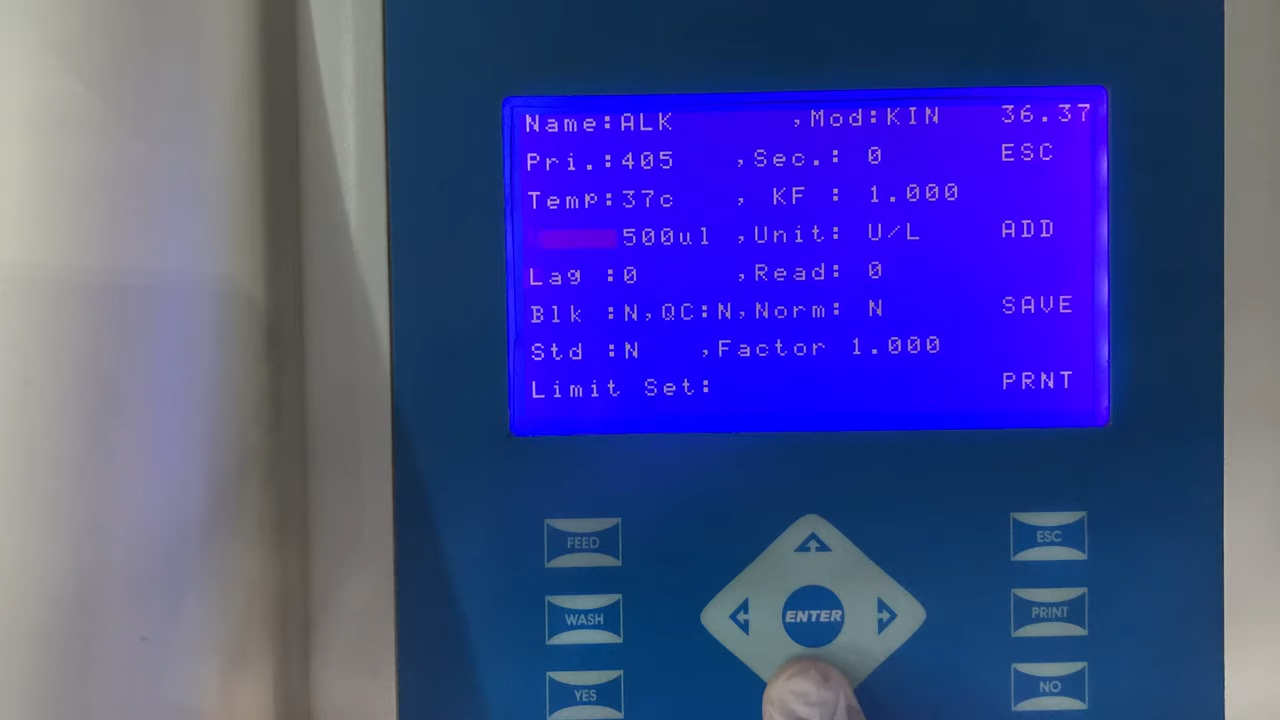 Name:ALK ,Mod:KIN 36.37
Pri.:405 ,Sec.: 0 ESC
Temp:37c , KF : 1.000
500ul ,Unit: U/L ADD
Lag :0 ,Read: 0
Blk :N,QC:N,Norm: N SAVE
Std :N ,Factor 1.000
Limit Set: PRNT
FEED ESC
WASH ENTER PRINT
YES NO